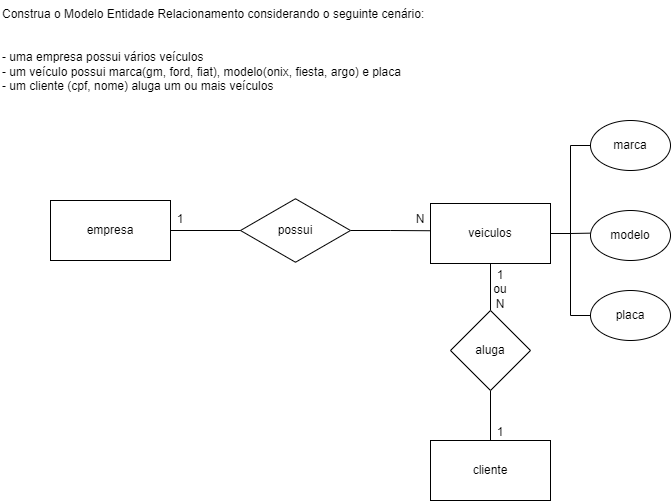 Construa o Modelo Entidade Relacionamento considerando o seguinte cenário:
- uma empresa possui vários veículos
- um veículo possui marca(gm, ford, fiat), modelo(onix, fiesta, argo) e placa
- um cliente (cpf, nome) aluga um ou mais veículos
marca
empresa
1
possui
N
veiculos
modelo
1
ou
N
placa
aluga
1
cliente